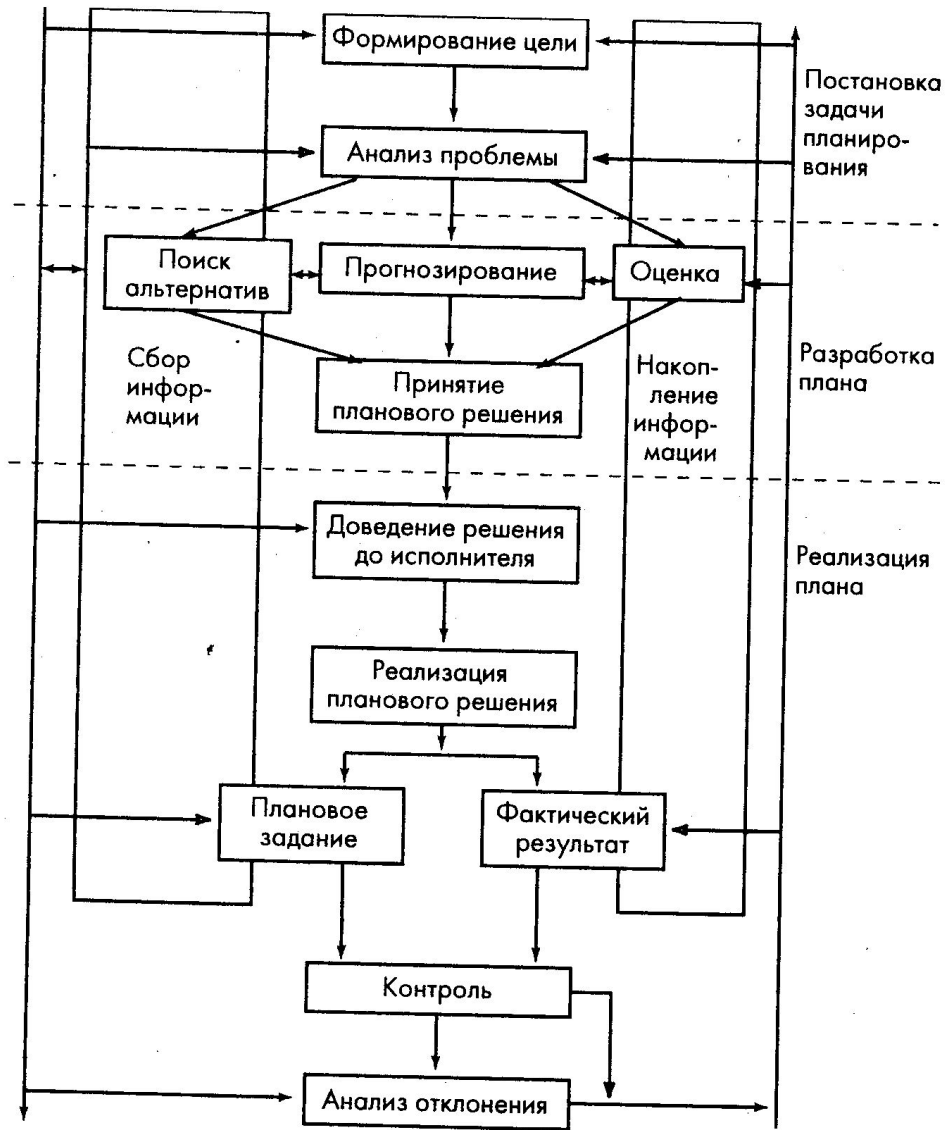 Формирование цели
Постановка
задачи
планиро-
вания
Анализ проблемы
Поиск
альтернатив
Прогнозирование
Оценка
Сбор
инфор-
мации
Принятие
планового решения
Накоп-
ление
инфор-
мации
Разработка
плана
Доведение решения
до исполнителя
Реализация
плана
Реализация
планового решения
Плановое
задание
Фактический
результат
Контроль
Анализ отклонения